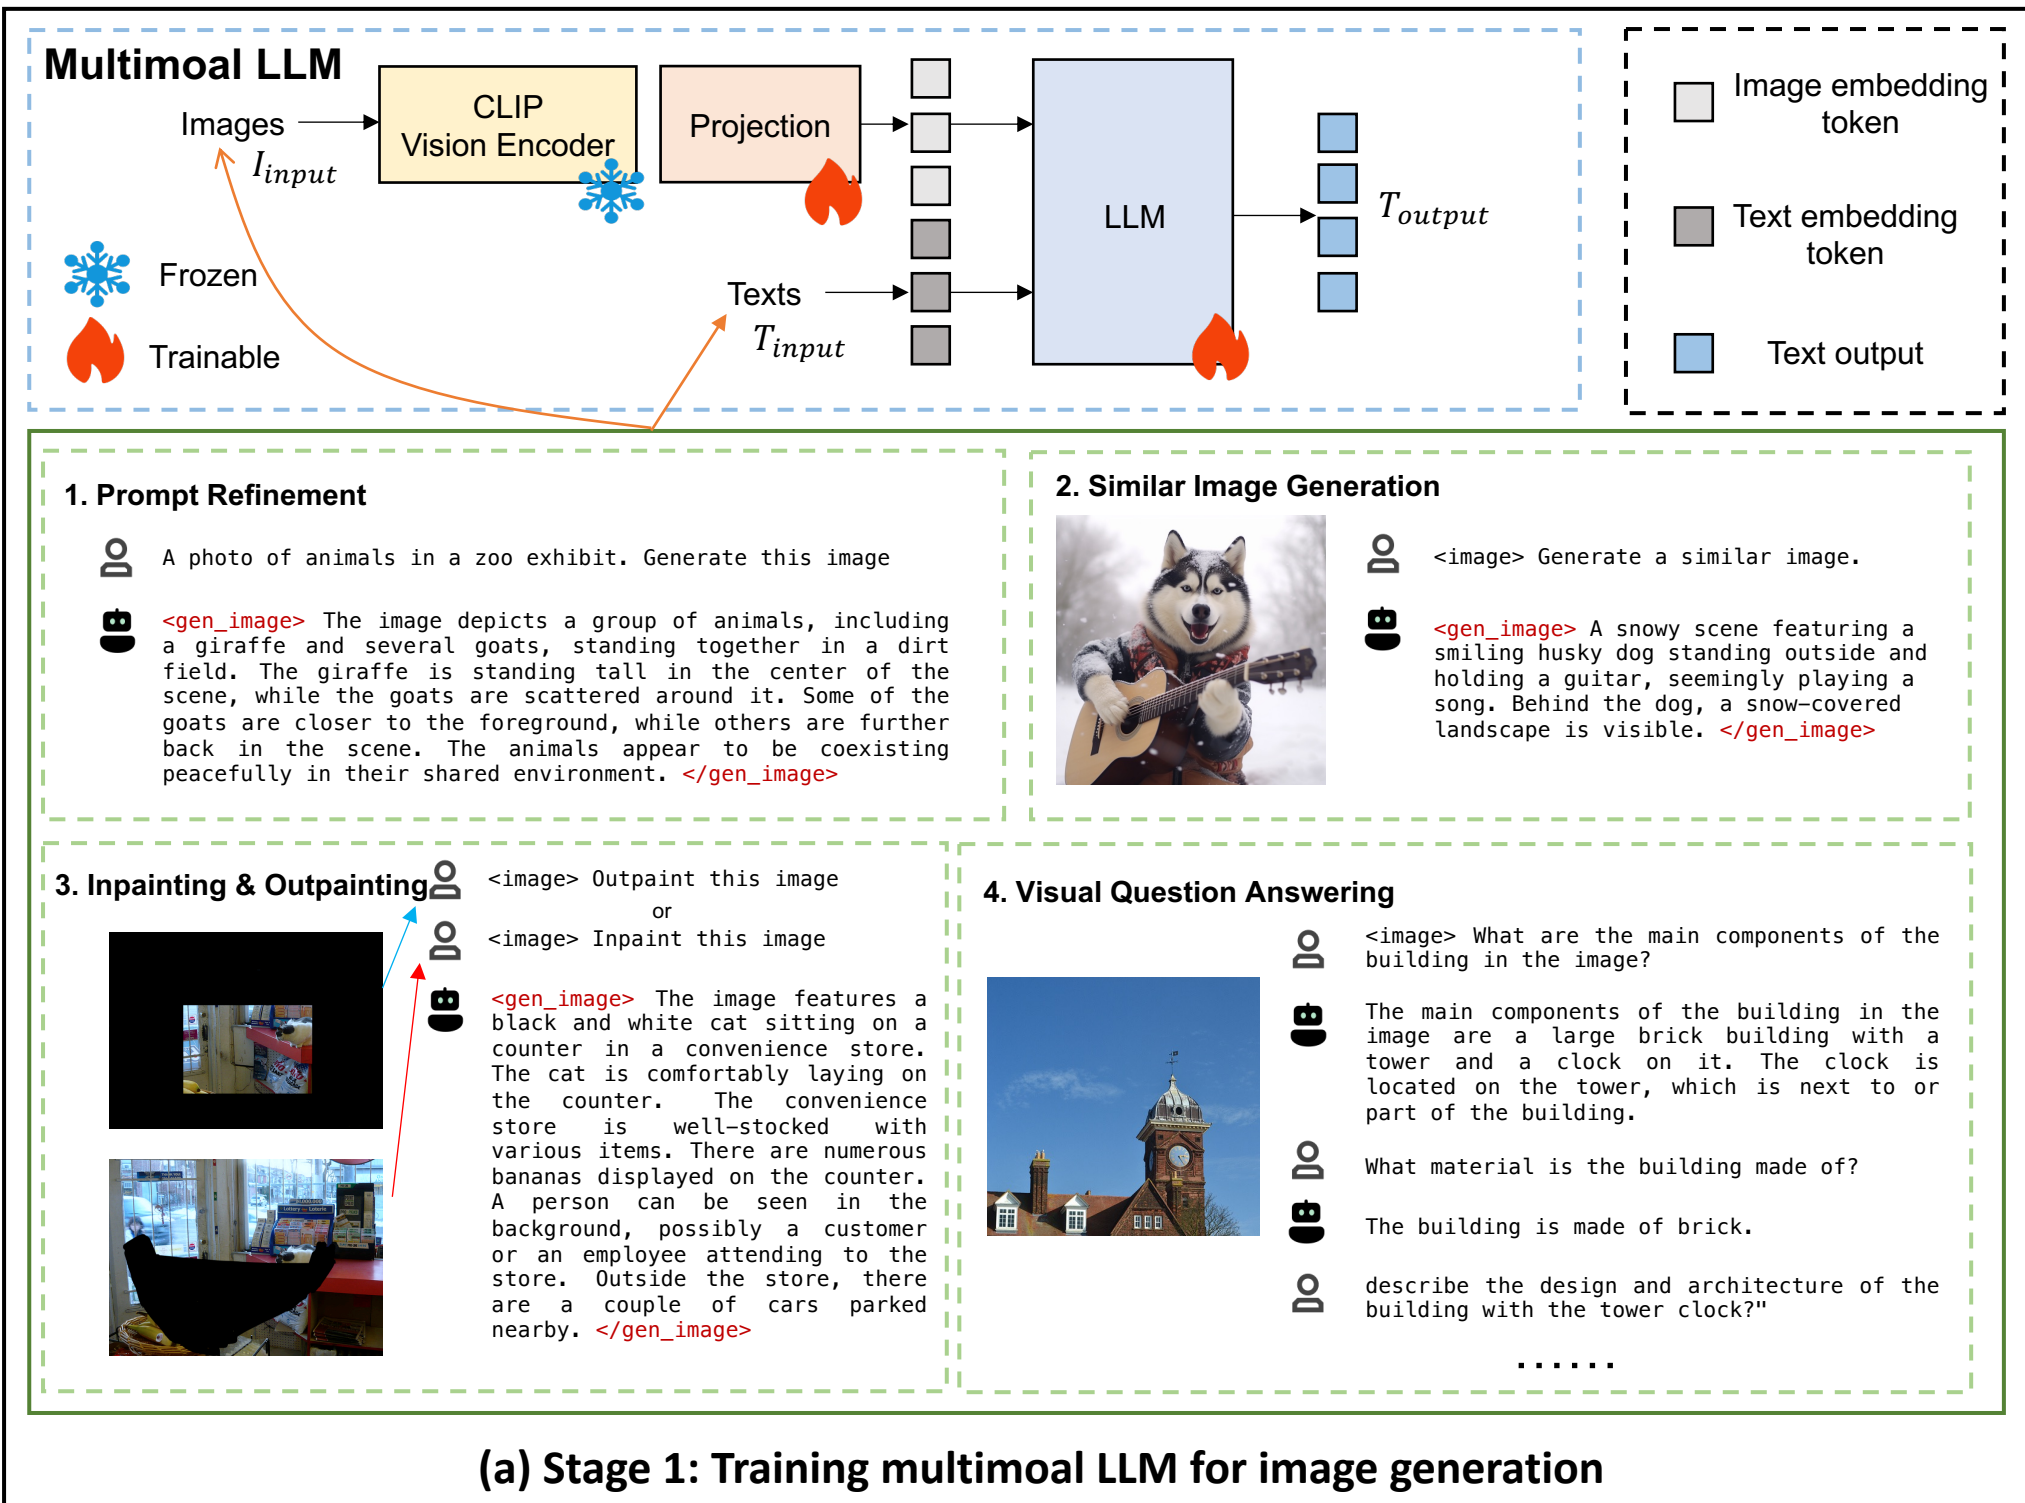 Multimoal LLM
Images
I_input
CLIP
Vision Encoder
Projection
LLM
T_output
Texts
T_input
Frozen
Trainable
Image embedding
token
Text embedding
token
Text output
1. Prompt Refinement
A photo of animals in a zoo exhibit. Generate this image
<gen_image> The image depicts a group of animals, including
a giraffe and several goats, standing together in a dirt
field. The giraffe is standing tall in the center of the
scene, while the goats are scattered around it. Some of the
goats are closer to the foreground, while others are further
back in the scene. The animals appear to be coexisting
peacefully in their shared environment. </gen_image>
2. Similar Image Generation
<image> Generate a similar image.
<gen_image> A snowy scene featuring a
smiling husky dog standing outside and
holding a guitar, seemingly playing a
song. Behind the dog, a snow-covered
landscape is visible. </gen_image>
3. Inpainting & Outpainting
<image> Outpaint this image
or
<image> Inpaint this image
<gen_image> The image features a
black and white cat sitting on a
counter in a convenience store.
The cat is comfortably laying on
the counter. The convenience
store is well-stocked with
various items. There are numerous
bananas displayed on the counter.
A person can be seen in the
background, possibly a customer
or an employee attending to the
store. Outside the store, there
are a couple of cars parked
nearby. </gen_image>
4. Visual Question Answering
<image> What are the main components of the
building in the image?
The main components of the building in the
image are a large brick building with a
tower and a clock on it. The clock is
located on the tower, which is next to or
part of the building.
What material is the building made of?
The building is made of brick.
describe the design and architecture of the
building with the tower clock?"
......
(a) Stage 1: Training multimoal LLM for image generation